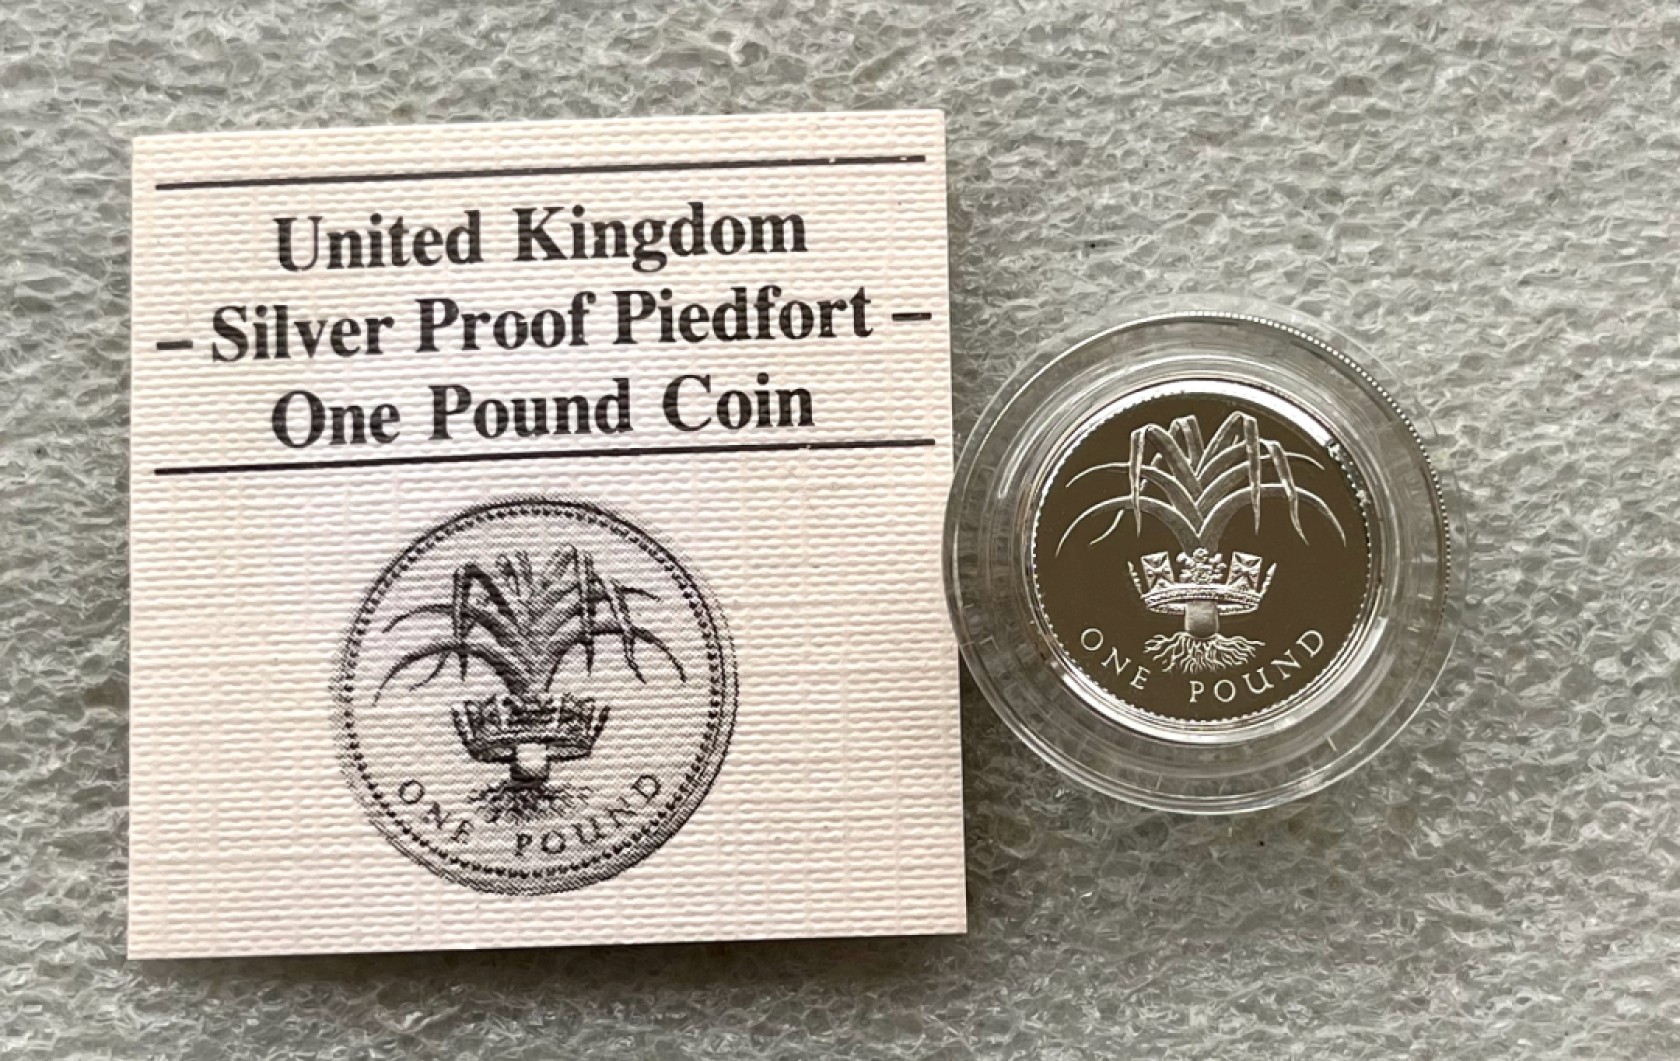 United Kingdom
– Silver Proof Piedfort –
One Pound Coin
ONE POUND
ONE POUND